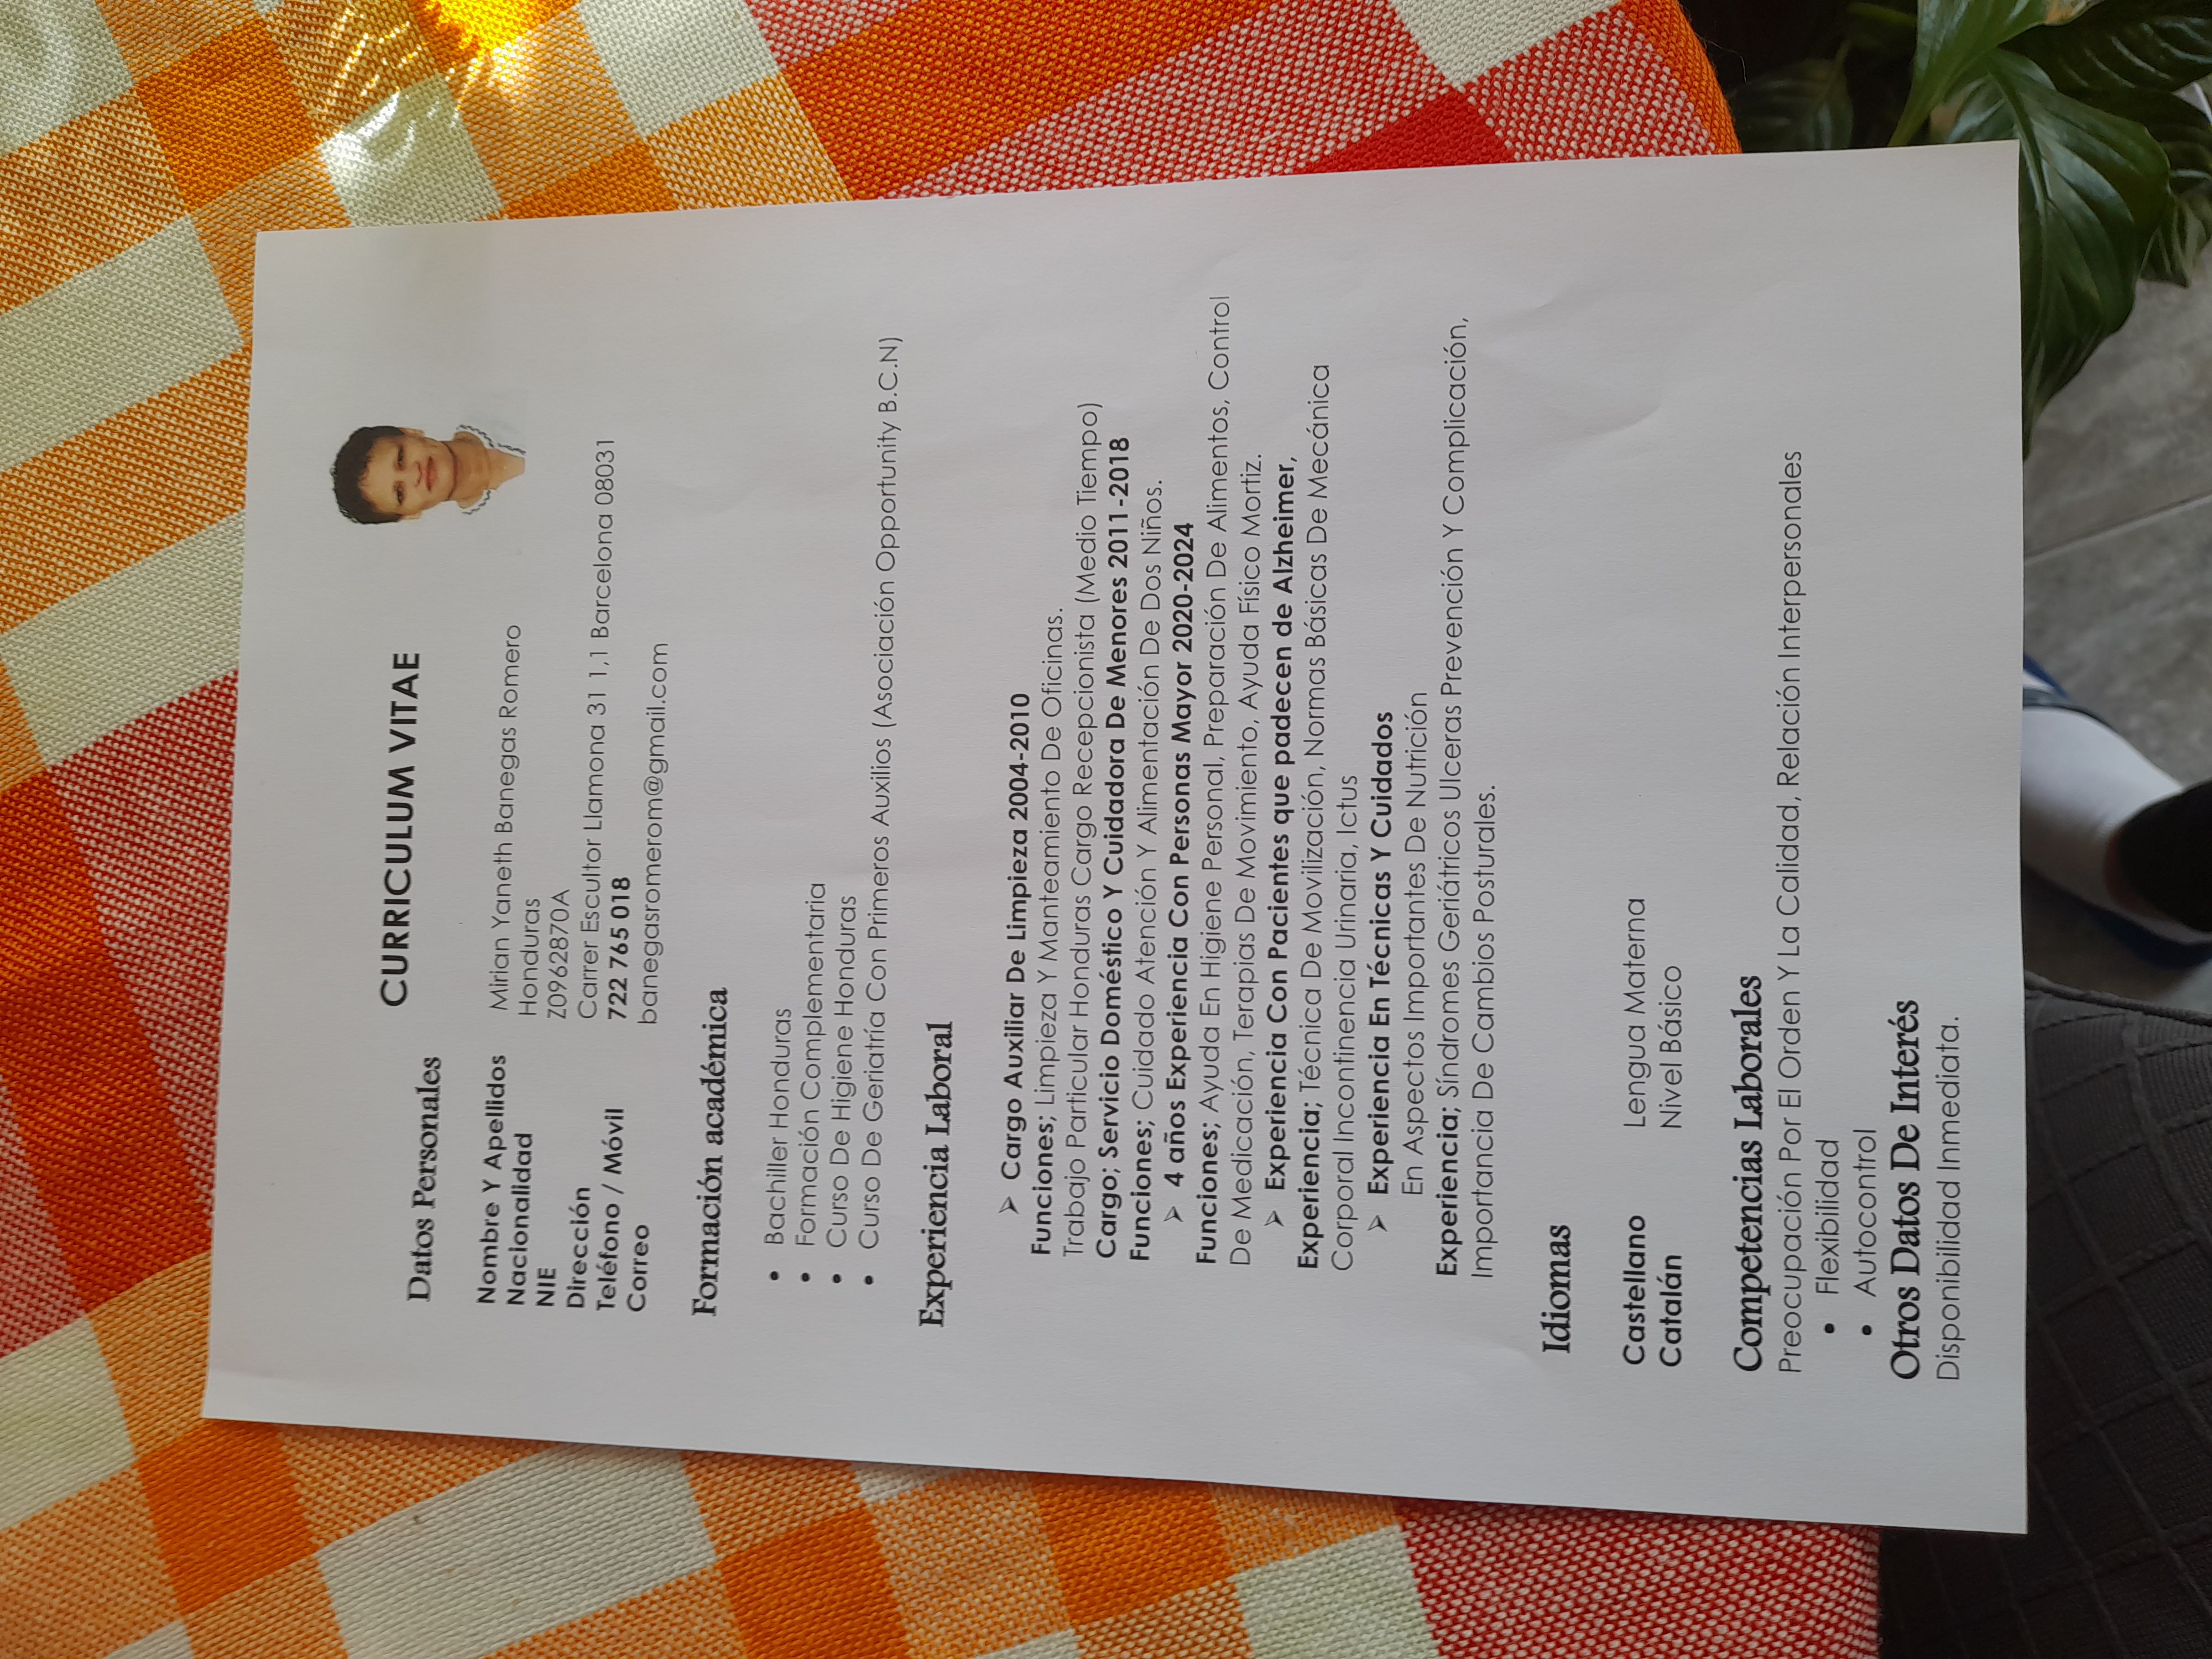 CURRICULUM VITAE
Datos Personales
Nombre Y Apellidos Mirian Yaneth Banegas Romero
Nacionalidad Honduras
NIE Z0962870A
Dirección Carrer Escultor Llamona 31 1,1 Barcelona 08031
Teléfono / Móvil 722 765 018
Correo banegasromerom@gmail.com
Formación académica
• Bachiller Honduras
• Formación Complementaria
• Curso De Higiene Honduras
• Curso De Geriatría Con Primeros Auxilios (Asociación Opportunity B.C.N)
Experiencia Laboral
➢ Cargo Auxiliar De Limpieza 2004-2010
Funciones; Limpieza Y Manteamiento De Oficinas.
Trabajo Particular Honduras Cargo Recepcionista (Medio Tiempo)
Cargo; Servicio Doméstico Y Cuidadora De Menores 2011-2018
Funciones; Cuidado Atención Y Alimentación De Dos Niños.
➢ 4 años Experiencia Con Personas Mayor 2020-2024
Funciones; Ayuda En Higiene Personal, Preparación De Alimentos, Control
De Medicación, Terapias De Movimiento, Ayuda Físico Mortiz.
➢ Experiencia Con Pacientes que padecen de Alzheimer,
Experiencia; Técnica De Movilización, Normas Básicas De Mecánica
Corporal Incontinencia Urinaria, Ictus
➢ Experiencia En Técnicas Y Cuidados
En Aspectos Importantes De Nutrición
Experiencia; Síndromes Geriátricos Ulceras Prevención Y Complicación,
Importancia De Cambios Posturales.
Idiomas
Castellano Lengua Materna
Catalán Nivel Básico
Competencias Laborales
Preocupación Por El Orden Y La Calidad, Relación Interpersonales
• Flexibilidad
• Autocontrol
Otros Datos De Interés
Disponibilidad Inmediata.